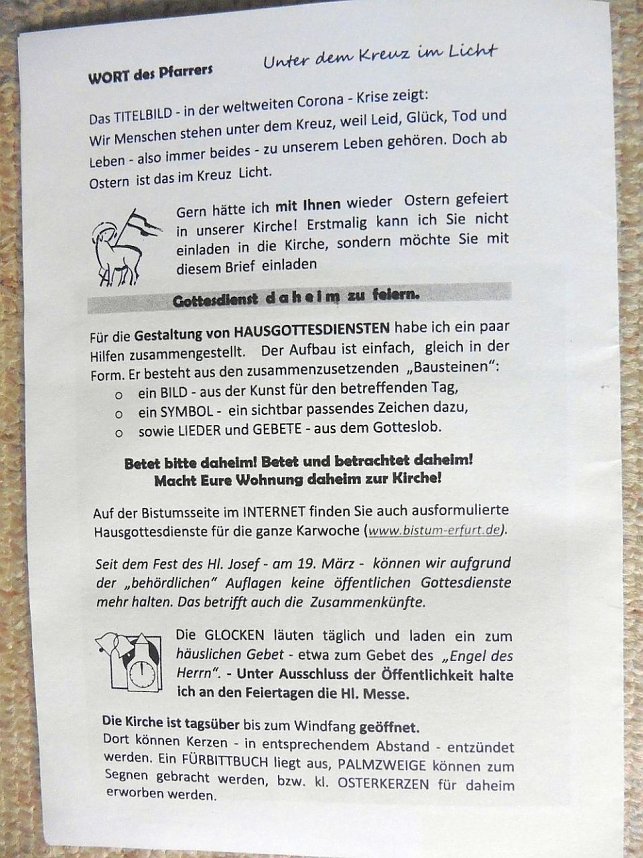 WORT des Pfarrers
Unter dem Kreuz im Licht
Das TITELBILD - in der weltweiten Corona - Krise zeigt:
Wir Menschen stehen unter dem Kreuz, weil Leid, Glück, Tod und
Leben - also immer beides - zu unserem Leben gehören. Doch ab
Ostern ist das im Kreuz Licht.
Gern hätte ich mit Ihnen wieder Ostern gefeiert
in unserer Kirche! Erstmalig kann ich Sie nicht
einladen in die Kirche, sondern möchte Sie mit
diesem Brief einladen
Gottesdienst d a h e i m zu feiern.
Für die Gestaltung von HAUSGOTTESDIENSTEN habe ich ein paar
Hilfen zusammengestellt. Der Aufbau ist einfach, gleich in der
Form. Er besteht aus den zusammenzusetzenden „Bausteinen":
o ein BILD - aus der Kunst für den betreffenden Tag,
o ein SYMBOL - ein sichtbar passendes Zeichen dazu,
o sowie LIEDER und GEBETE - aus dem Gotteslob.
Betet bitte daheim! Betet und betrachtet daheim!
Macht Eure Wohnung daheim zur Kirche!
Auf der Bistumsseite im INTERNET finden Sie auch ausformulierte
Hausgottesdienste für die ganze Karwoche (www.bistum-erfurt.de).
Seit dem Fest des Hl. Josef - am 19. März - können wir aufgrund
der „behördlichen" Auflagen keine öffentlichen Gottesdienste
mehr halten. Das betrifft auch die Zusammenkünfte.
Die GLOCKEN läuten täglich und laden ein zum
häuslichen Gebet - etwa zum Gebet des „Engel des
Herrn". - Unter Ausschluss der Öffentlichkeit halte
ich an den Feiertagen die Hl. Messe.
Die Kirche ist tagsüber bis zum Windfang geöffnet.
Dort können Kerzen - in entsprechendem Abstand - entzündet
werden. Ein FÜRBITTBUCH liegt aus, PALMZWEIGE können zum
Segnen gebracht werden, bzw. kl. OSTERKERZEN für daheim
erworben werden.